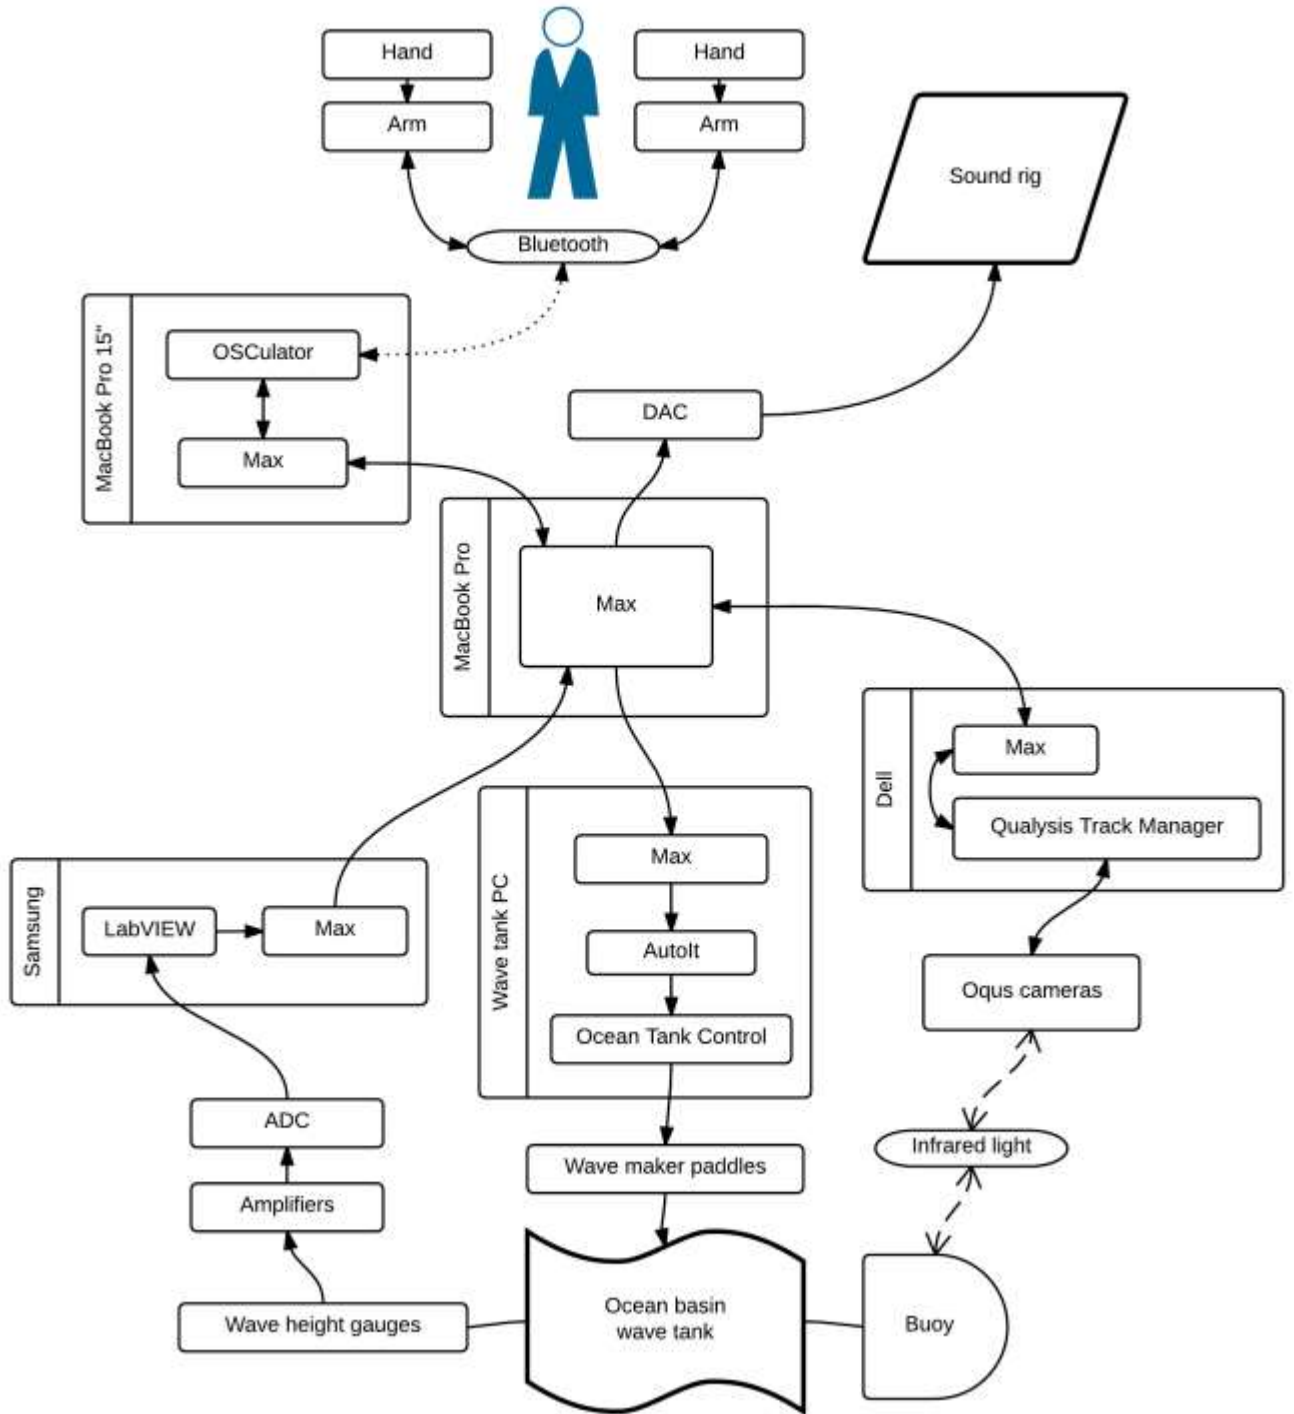 Hand
Hand
Arm
Arm
Sound rig
Bluetooth
MacBook Pro 15"
OSCulator
Max
DAC
MacBook Pro
Max
Dell
Max
Qualysis Track Manager
Wave tank PC
Max
AutoIt
Ocean Tank Control
Samsung
LabVIEW
Max
Oqus cameras
ADC
Infrared light
Wave maker paddles
Amplifiers
Ocean basin
wave tank
Wave height gauges
Buoy